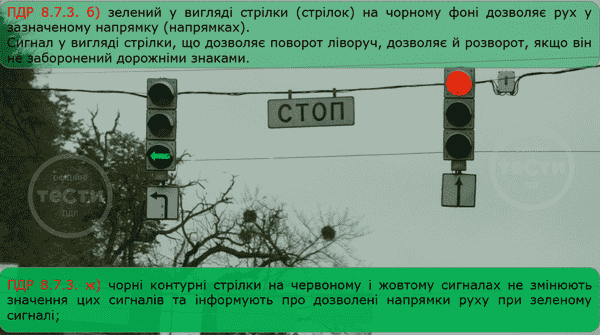 ПДР 8.7.3. б) зелений у вигляді стрілки (стрілок) на чорному фоні дозволяє рух у
зазначеному напрямку (напрямках).
Сигнал у вигляді стрілки, що дозволяє поворот ліворуч, дозволяє й розворот, якщо він
не заборонений дорожніми знаками.
СТОП
тести
ПДР
тести
ПДР 8.7.3. ж) чорні контурні стрілки на червоному і жовтому сигналах не змінюють
значення цих сигналів та інформують про дозволені напрямки руху при зеленому
сигналі;